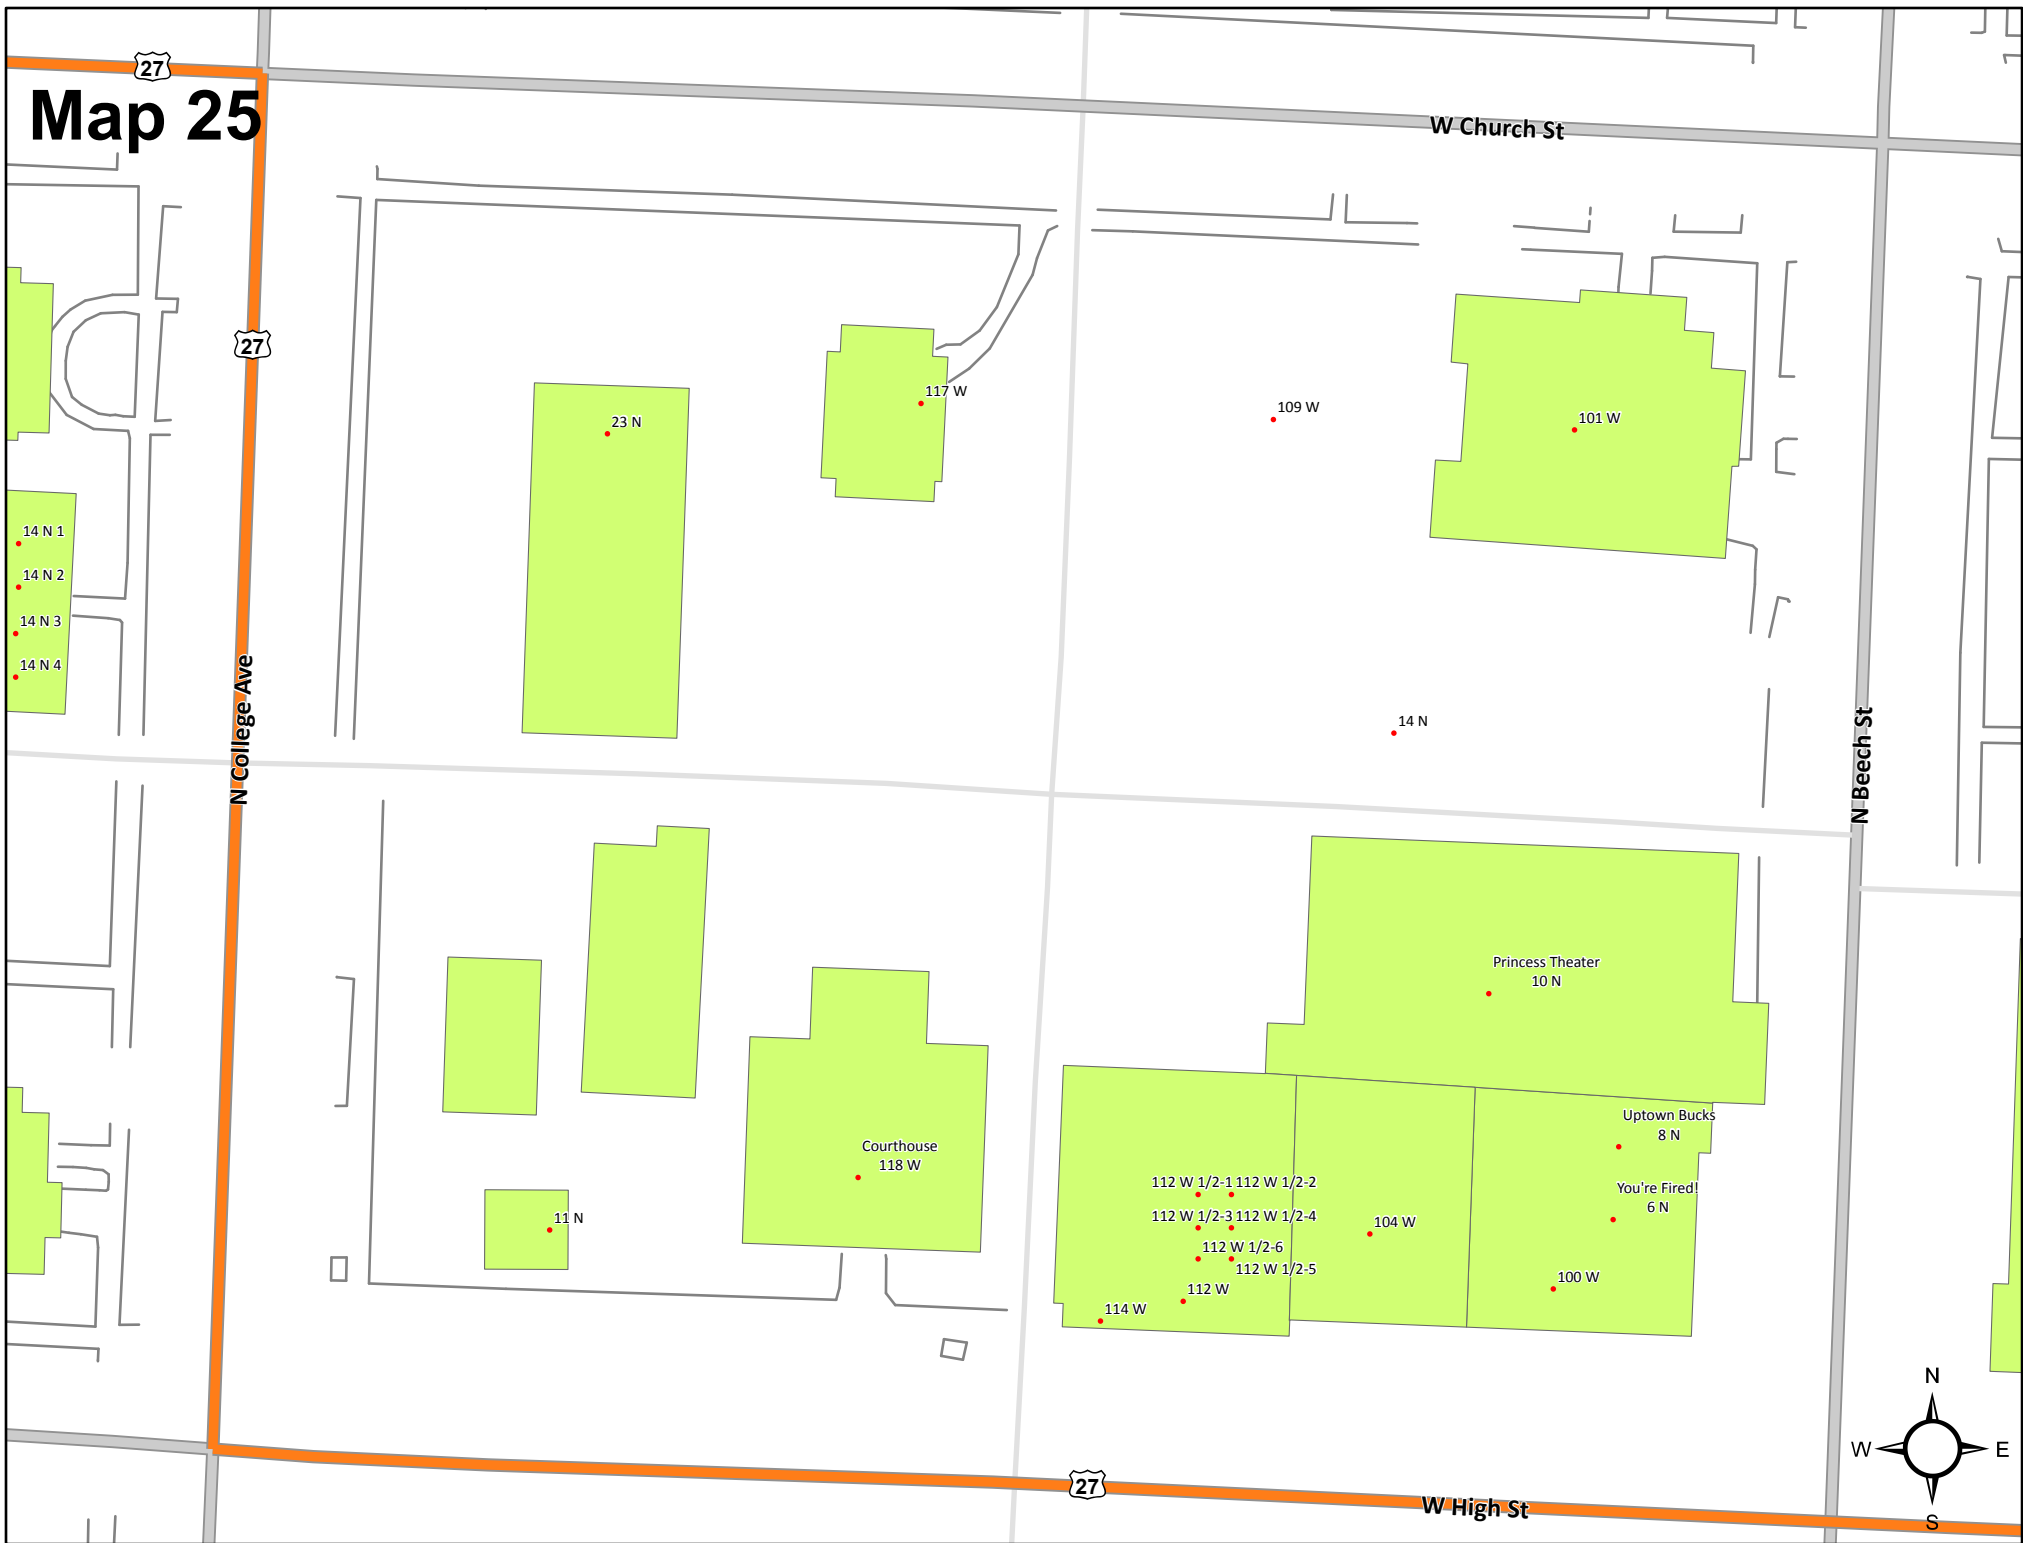 27
Map 25
W Church St
27
117 W
109 W
101 W
23 N
14 N 1
14 N 2
14 N 3
14 N 4
N College Ave
14 N
N Beech St
Princess Theater
10 N
Uptown Bucks
8 N
Courthouse
118 W
112 W 1/2-1 112 W 1/2-2
You're Fired!
6 N
11 N
112 W 1/2-3 112 W 1/2-4
104 W
112 W 1/2-6
112 W 1/2-5
100 W
112 W
114 W
N
W E
S
27
W High St